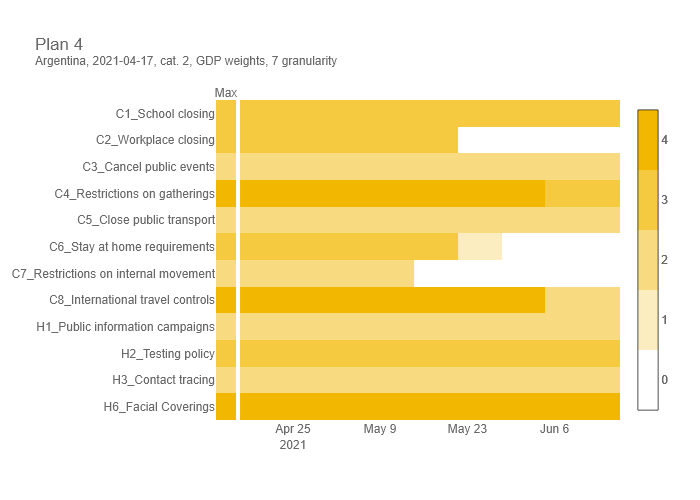 Plan 4
Argentina, 2021-04-17, cat. 2, GDP weights, 7 granularity
Max
C1_School closing
C2_Workplace closing
C3_Cancel public events
C4_Restrictions on gatherings
C5_Close public transport
C6_Stay at home requirements
C7_Restrictions on internal movement
C8_International travel controls
H1_Public information campaigns
H2_Testing policy
H3_Contact tracing
H6_Facial Coverings
Apr 25 May 9 May 23 Jun 6
2021
4
3
2
1
0